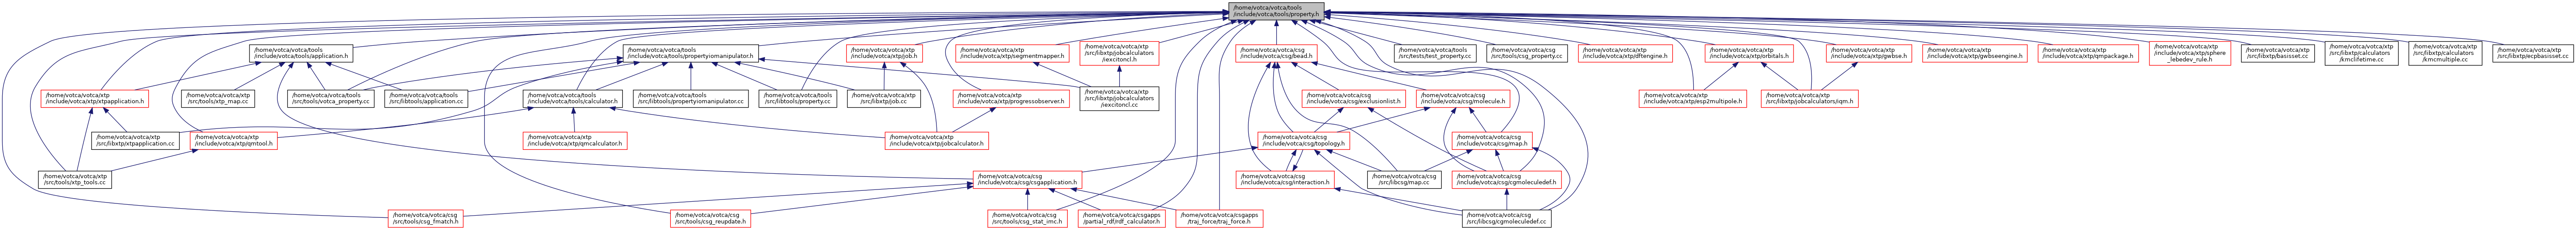 /home/votca/votca/tools
/include/votca/tools/property.h
/home/votca/votca/tools
/include/votca/tools/application.h
/home/votca/votca/tools
/include/votca/tools/propertyiomanipulator.h
/home/votca/votca/xtp
/include/votca/xtp/job.h
/home/votca/votca/xtp
/include/votca/xtp/segmentmapper.h
/home/votca/votca/xtp
/src/libxtp/jobcalculators
/iexcitoncl.h
/home/votca/votca/csg
/include/votca/csg/bead.h
/home/votca/votca/tools
/src/tests/test_property.cc
/home/votca/votca/csg
/src/tools/csg_property.cc
/home/votca/votca/xtp
/include/votca/xtp/dftengine.h
/home/votca/votca/xtp
/include/votca/xtp/orbitals.h
/home/votca/votca/xtp
/include/votca/xtp/gwbse.h
/home/votca/votca/xtp
/include/votca/xtp/gwbseengine.h
/home/votca/votca/xtp
/include/votca/xtp/qmpackage.h
/home/votca/votca/xtp
/include/votca/xtp/sphere
_lebedev_rule.h
/home/votca/votca/xtp
/src/libxtp/basisset.cc
/home/votca/votca/xtp
/src/libxtp/calculators
/kmclifetime.cc
/home/votca/votca/xtp
/src/libxtp/calculators
/kmcmultiple.cc
/home/votca/votca/xtp
/src/libxtp/ecpbasisset.cc
/home/votca/votca/xtp
/include/votca/xtp/xtpapplication.h
/home/votca/votca/xtp
/src/tools/xtp_map.cc
/home/votca/votca/tools
/src/tools/votca_property.cc
/home/votca/votca/tools
/src/libtools/application.cc
/home/votca/votca/tools
/include/votca/tools/calculator.h
/home/votca/votca/tools
/src/libtools/propertyiomanipulator.cc
/home/votca/votca/tools
/src/libtools/property.cc
/home/votca/votca/xtp
/src/libxtp/job.cc
/home/votca/votca/xtp
/include/votca/xtp/progressobserver.h
/home/votca/votca/xtp
/src/libxtp/jobcalculators
/iexcitoncl.cc
/home/votca/votca/csg
/include/votca/csg/exclusionlist.h
/home/votca/votca/csg
/include/votca/csg/molecule.h
/home/votca/votca/xtp
/include/votca/xtp/esp2multipole.h
/home/votca/votca/xtp
/src/libxtp/jobcalculators/iqm.h
/home/votca/votca/xtp
/src/libxtp/xtpapplication.cc
/home/votca/votca/xtp
/include/votca/xtp/qmtool.h
/home/votca/votca/xtp
/include/votca/xtp/qmcalculator.h
/home/votca/votca/xtp
/include/votca/xtp/jobcalculator.h
/home/votca/votca/csg
/include/votca/csg/topology.h
/home/votca/votca/csg
/include/votca/csg/map.h
/home/votca/votca/xtp
/src/tools/xtp_tools.cc
/home/votca/votca/csg
/include/votca/csg/csgapplication.h
/home/votca/votca/csg
/include/votca/csg/interaction.h
/home/votca/votca/csg
/src/libcsg/map.cc
/home/votca/votca/csg
/include/votca/csg/cgmoleculedef.h
/home/votca/votca/csg
/src/tools/csg_fmatch.h
/home/votca/votca/csg
/src/tools/csg_reupdate.h
/home/votca/votca/csg
/src/tools/csg_stat_imc.h
/home/votca/votca/csgapps
/partial_rdf/rdf_calculator.h
/home/votca/votca/csgapps
/traj_force/traj_force.h
/home/votca/votca/csg
/src/libcsg/cgmoleculedef.cc